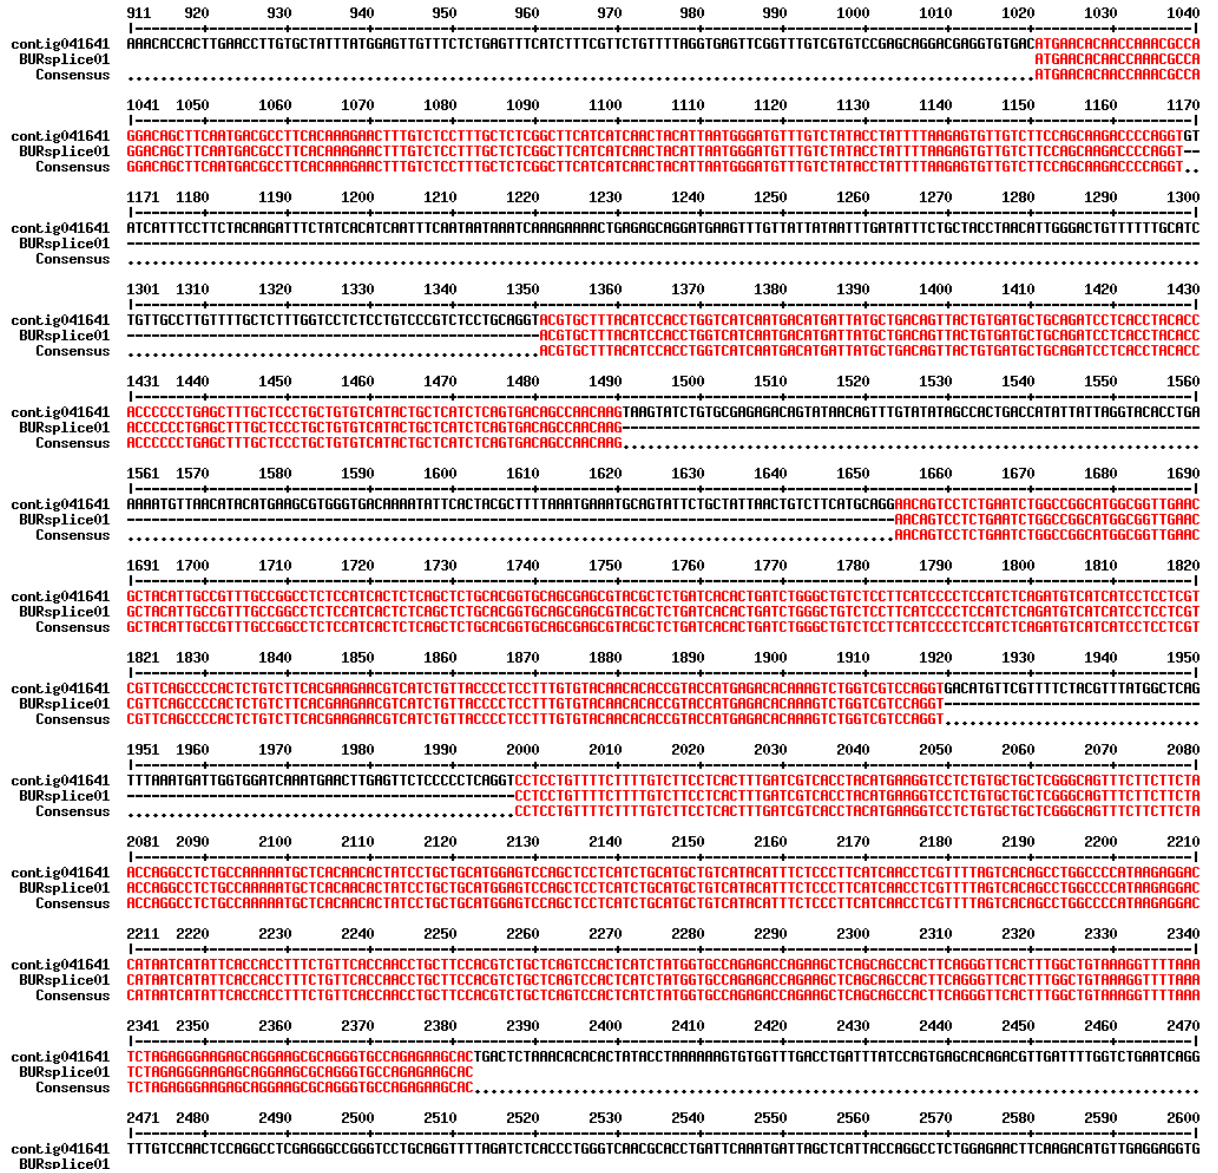 911 920 930 940 950 960 970 980 990 1000 1010 1020 1030 1040
|--------+---------+---------+---------+---------+---------+---------+---------+---------+---------+---------+---------+---------|
contig041641 AAACACCACTTGAACCTTGTGCTATTTATGGAGTTGTTTCTCTGAGTTTCATCTTTCGTTCTGTTTTAGGTGAGTTCGGTTTGTCGTGTCCGAGCAGGACGAGGTGTGACATGAACACAACCAAACGCCA
BURsplice01 ATGAACACAACCAAACGCCA
Consensus ..............................................................................................................ATGAACACAACCAAACGCCA
1041 1050 1060 1070 1080 1090 1100 1110 1120 1130 1140 1150 1160 1170
|--------+---------+---------+---------+---------+---------+---------+---------+---------+---------+---------+---------+---------|
contig041641 GGACAGCTTCAATGACGCCTTCACAAAGAACTTTGTCTCCTTTGCTCTCGGCTTCATCATCAACTACATTAATGGGATGTTTGTCTATACCTATTTTAAGAGTGTTGTCTTCCAGCAAGACCCCAGGTGT
BURsplice01 GGACAGCTTCAATGACGCCTTCACAAAGAACTTTGTCTCCTTTGCTCTCGGCTTCATCATCAACTACATTAATGGGATGTTTGTCTATACCTATTTTAAGAGTGTTGTCTTCCAGCAAGACCCCAGGT--
Consensus GGACAGCTTCAATGACGCCTTCACAAAGAACTTTGTCTCCTTTGCTCTCGGCTTCATCATCAACTACATTAATGGGATGTTTGTCTATACCTATTTTAAGAGTGTTGTCTTCCAGCAAGACCCCAGGT..
1171 1180 1190 1200 1210 1220 1230 1240 1250 1260 1270 1280 1290 1300
|--------+---------+---------+---------+---------+---------+---------+---------+---------+---------+---------+---------+---------|
contig041641 ATCATTTCCTTCTACAAGATTTCTATCACATCAATTTCAATAATAAATCAAAGAAAACTGAGAGCAGGATGAAGTTTGTTATTATAATTTGATATTTCTGCTACCTAACATTGGGACTGTTTTTTGCATC
BURsplice01 ----------------------------------------------------------------------------------------------------------------------------------
Consensus ..................................................................................................................................
1301 1310 1320 1330 1340 1350 1360 1370 1380 1390 1400 1410 1420 1430
|--------+---------+---------+---------+---------+---------+---------+---------+---------+---------+---------+---------+---------|
contig041641 TGTTGCCTTGTTTTGCTCTTTGGTCCTCTCCTGTCCCGTCTCCTGCAGGTACGTGCTTTACATCCACCTGGTCATCAATGACATGATTATGCTGACAGTTACTGTGATGCTGCAGATCCTCACCTACACC
BURsplice01 --------------------------------------------------ACGTGCTTTACATCCACCTGGTCATCAATGACATGATTATGCTGACAGTTACTGTGATGCTGCAGATCCTCACCTACACC
Consensus ..................................................ACGTGCTTTACATCCACCTGGTCATCAATGACATGATTATGCTGACAGTTACTGTGATGCTGCAGATCCTCACCTACACC
1431 1440 1450 1460 1470 1480 1490 1500 1510 1520 1530 1540 1550 1560
|--------+---------+---------+---------+---------+---------+---------+---------+---------+---------+---------+---------+---------|
contig041641 ACCCCCCTGAGCTTTGCTCCCTGCTGTGTCATACTGCTCATCTCAGTGACAGCCAACAAGTAAGTATCTGTGCGAGAGACAGTATAACAGTTTGTATATAGCCACTGACCATATTATTAGGTACACCTGA
BURsplice01 ACCCCCCTGAGCTTTGCTCCCTGCTGTGTCATACTGCTCATCTCAGTGACAGCCAACAAG----------------------------------------------------------------------
Consensus ACCCCCCTGAGCTTTGCTCCCTGCTGTGTCATACTGCTCATCTCAGTGACAGCCAACAAG......................................................................
1561 1570 1580 1590 1600 1610 1620 1630 1640 1650 1660 1670 1680 1690
|--------+---------+---------+---------+---------+---------+---------+---------+---------+---------+---------+---------+---------|
contig041641 AAAATGTTAACATACATGAAGCGTGGGTGACAAAATATTCACTACGCTTTTAAATGAAATGCAGTATTCTGCTATTAACTGTCTTCATGCAGGAACAGTCCTCTGAATCTGGCCGGCATGGCGGTTGAAC
BURsplice01 ---------------------------------------------------------------------------------------------AACAGTCCTCTGAATCTGGCCGGCATGGCGGTTGAAC
Consensus .............................................................................................AACAGTCCTCTGAATCTGGCCGGCATGGCGGTTGAAC
1691 1700 1710 1720 1730 1740 1750 1760 1770 1780 1790 1800 1810 1820
|--------+---------+---------+---------+---------+---------+---------+---------+---------+---------+---------+---------+---------|
contig041641 GCTACATTGCCGTTTGCCGGCCTCTCCATCACTCTCAGCTCTGCACGGTGCAGCGAGCGTACGCTCTGATCACACTGATCTGGGCTGTCTCCTTCATCCCCTCCATCTCAGATGTCATCATCCTCCTCGT
BURsplice01 GCTACATTGCCGTTTGCCGGCCTCTCCATCACTCTCAGCTCTGCACGGTGCAGCGAGCGTACGCTCTGATCACACTGATCTGGGCTGTCTCCTTCATCCCCTCCATCTCAGATGTCATCATCCTCCTCGT
Consensus GCTACATTGCCGTTTGCCGGCCTCTCCATCACTCTCAGCTCTGCACGGTGCAGCGAGCGTACGCTCTGATCACACTGATCTGGGCTGTCTCCTTCATCCCCTCCATCTCAGATGTCATCATCCTCCTCGT
1821 1830 1840 1850 1860 1870 1880 1890 1900 1910 1920 1930 1940 1950
|--------+---------+---------+---------+---------+---------+---------+---------+---------+---------+---------+---------+---------|
contig041641 CGTTCAGCCCCACTCTGTCTTCACGAAGAACGTCATCTGTTACCCCTCCTTTGTGTACAACACACCGTACCATGAGACACAAAGTCTGGTCGTCCAGGTGACATGTTCGTTTTCTACGTTTATGGCTCAG
BURsplice01 CGTTCAGCCCCACTCTGTCTTCACGAAGAACGTCATCTGTTACCCCTCCTTTGTGTACAACACACCGTACCATGAGACACAAAGTCTGGTCGTCCAGGT-------------------------------
Consensus CGTTCAGCCCCACTCTGTCTTCACGAAGAACGTCATCTGTTACCCCTCCTTTGTGTACAACACACCGTACCATGAGACACAAAGTCTGGTCGTCCAGGT...............................
1951 1960 1970 1980 1990 2000 2010 2020 2030 2040 2050 2060 2070 2080
|--------+---------+---------+---------+---------+---------+---------+---------+---------+---------+---------+---------+---------|
contig041641 TTTAAATGATTGGTGGATCAAATGAACTTGAGTTCTCCCCCTCAGGTCCTCCTGTTTTCTTTTGTCTTCCTCACTTTGATCGTCACCTACATGAAGGTCCTCTGTGCTGCTCGGGCAGTTTCTTCTTCTA
BURsplice01 -----------------------------------------------CCTCCTGTTTTCTTTTGTCTTCCTCACTTTGATCGTCACCTACATGAAGGTCCTCTGTGCTGCTCGGGCAGTTTCTTCTTCTA
Consensus ...............................................CCTCCTGTTTTCTTTTGTCTTCCTCACTTTGATCGTCACCTACATGAAGGTCCTCTGTGCTGCTCGGGCAGTTTCTTCTTCTA
2081 2090 2100 2110 2120 2130 2140 2150 2160 2170 2180 2190 2200 2210
|--------+---------+---------+---------+---------+---------+---------+---------+---------+---------+---------+---------+---------|
contig041641 ACCAGGCCTCTGCCAAAAATGCTCACAACACTATCCTGCTGCATGGAGTCCAGCTCCTCATCTGCATGCTGTCATACATTTCTCCCTTCATCAACCTCGTTTTAGTCACAGCCTGGCCCCATAAGAGGAC
BURsplice01 ACCAGGCCTCTGCCAAAAATGCTCACAACACTATCCTGCTGCATGGAGTCCAGCTCCTCATCTGCATGCTGTCATACATTTCTCCCTTCATCAACCTCGTTTTAGTCACAGCCTGGCCCCATAAGAGGAC
Consensus ACCAGGCCTCTGCCAAAAATGCTCACAACACTATCCTGCTGCATGGAGTCCAGCTCCTCATCTGCATGCTGTCATACATTTCTCCCTTCATCAACCTCGTTTTAGTCACAGCCTGGCCCCATAAGAGGAC
2211 2220 2230 2240 2250 2260 2270 2280 2290 2300 2310 2320 2330 2340
|--------+---------+---------+---------+---------+---------+---------+---------+---------+---------+---------+---------+---------|
contig041641 CATAATCATATTCACCACCTTTCTGTTCACCAACCTGCTTCCACGTCTGCTCAGTCCACTCATCTATGGTGCCAGAGACCAGAAGCTCAGCAGCCACTTCAGGGTTCACTTTGGCTGTAAAGGTTTTAAA
BURsplice01 CATAATCATATTCACCACCTTTCTGTTCACCAACCTGCTTCCACGTCTGCTCAGTCCACTCATCTATGGTGCCAGAGACCAGAAGCTCAGCAGCCACTTCAGGGTTCACTTTGGCTGTAAAGGTTTTAAA
Consensus CATAATCATATTCACCACCTTTCTGTTCACCAACCTGCTTCCACGTCTGCTCAGTCCACTCATCTATGGTGCCAGAGACCAGAAGCTCAGCAGCCACTTCAGGGTTCACTTTGGCTGTAAAGGTTTTAAA
2341 2350 2360 2370 2380 2390 2400 2410 2420 2430 2440 2450 2460 2470
|--------+---------+---------+---------+---------+---------+---------+---------+---------+---------+---------+---------+---------|
contig041641 TCTAGAGGGAAGAGCAGGAAGCGCAGGGTGCCAGAGAAGCACTGACTCTAAACACACACTATACCTAAAAAAGTGTGGTTTGACCTGATTTATCCAGTGAGCACAGACGTTGATTTTGGTCTGAATCAGG
BURsplice01 TCTAGAGGGAAGAGCAGGAAGCGCAGGGTGCCAGAGAAGCAC
Consensus TCTAGAGGGAAGAGCAGGAAGCGCAGGGTGCCAGAGAAGCAC........................................................................................
2471 2480 2490 2500 2510 2520 2530 2540 2550 2560 2570 2580 2590 2600
|--------+---------+---------+---------+---------+---------+---------+---------+---------+---------+---------+---------+---------|
contig041641 TTTGTCCAACTCCAGGCCTCGAGGGCCGGGTCCTGCAGGTTTTAGATCTCACCCTGGGTCAACGCACCTGATTCAAATGATTAGCTCATTACCAGGCCTCTGGAGAACTTCAAGACATGTTGAGGAGGTG
BURsplice01